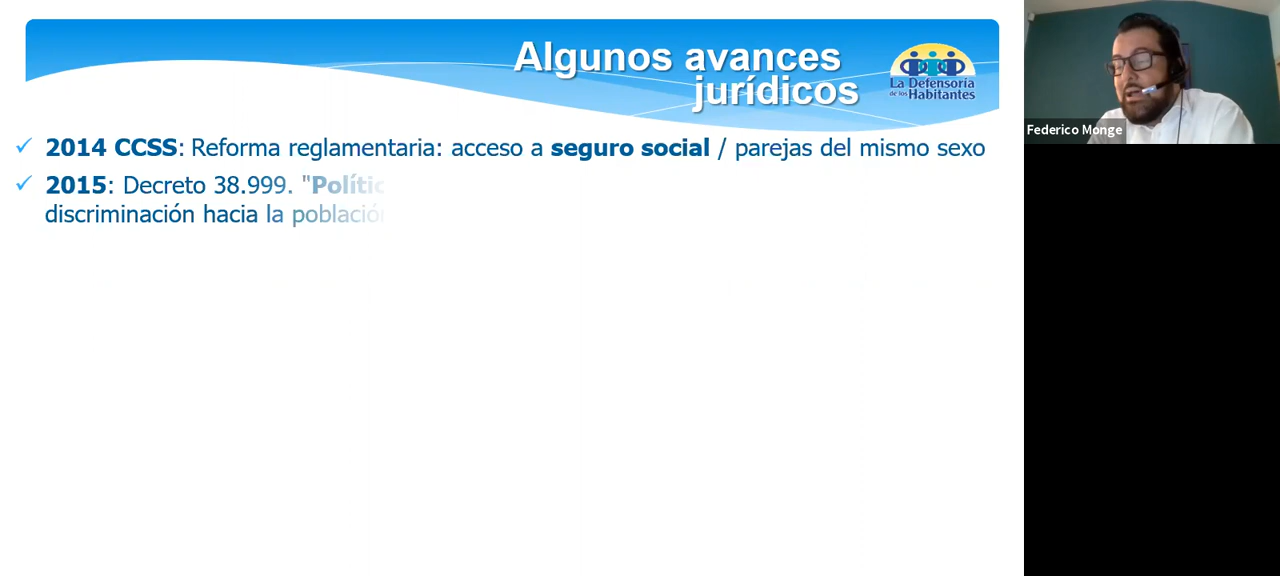 Algunos avances
jurídicos
La Defensoría
de los Habitantes
✓ 2014 CCSS: Reforma reglamentaria: acceso a seguro social / parejas del mismo sexo
✓ 2015: Decreto 38.999. "Polític
discriminación hacia la población
Federico Monge